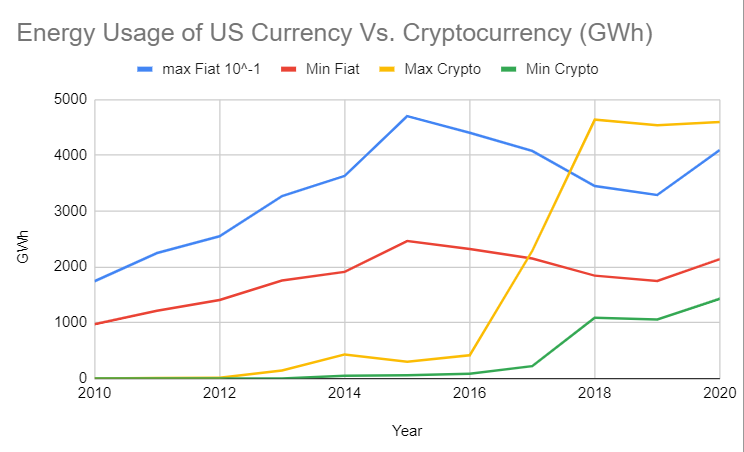 Energy Usage of US Currency Vs. Cryptocurrency (GWh)
max Fiat 10^-1 Min Fiat Max Crypto Min Crypto
5000
4000
3000
2000
1000
0
GWh
2010 2012 2014 2016 2018 2020
Year